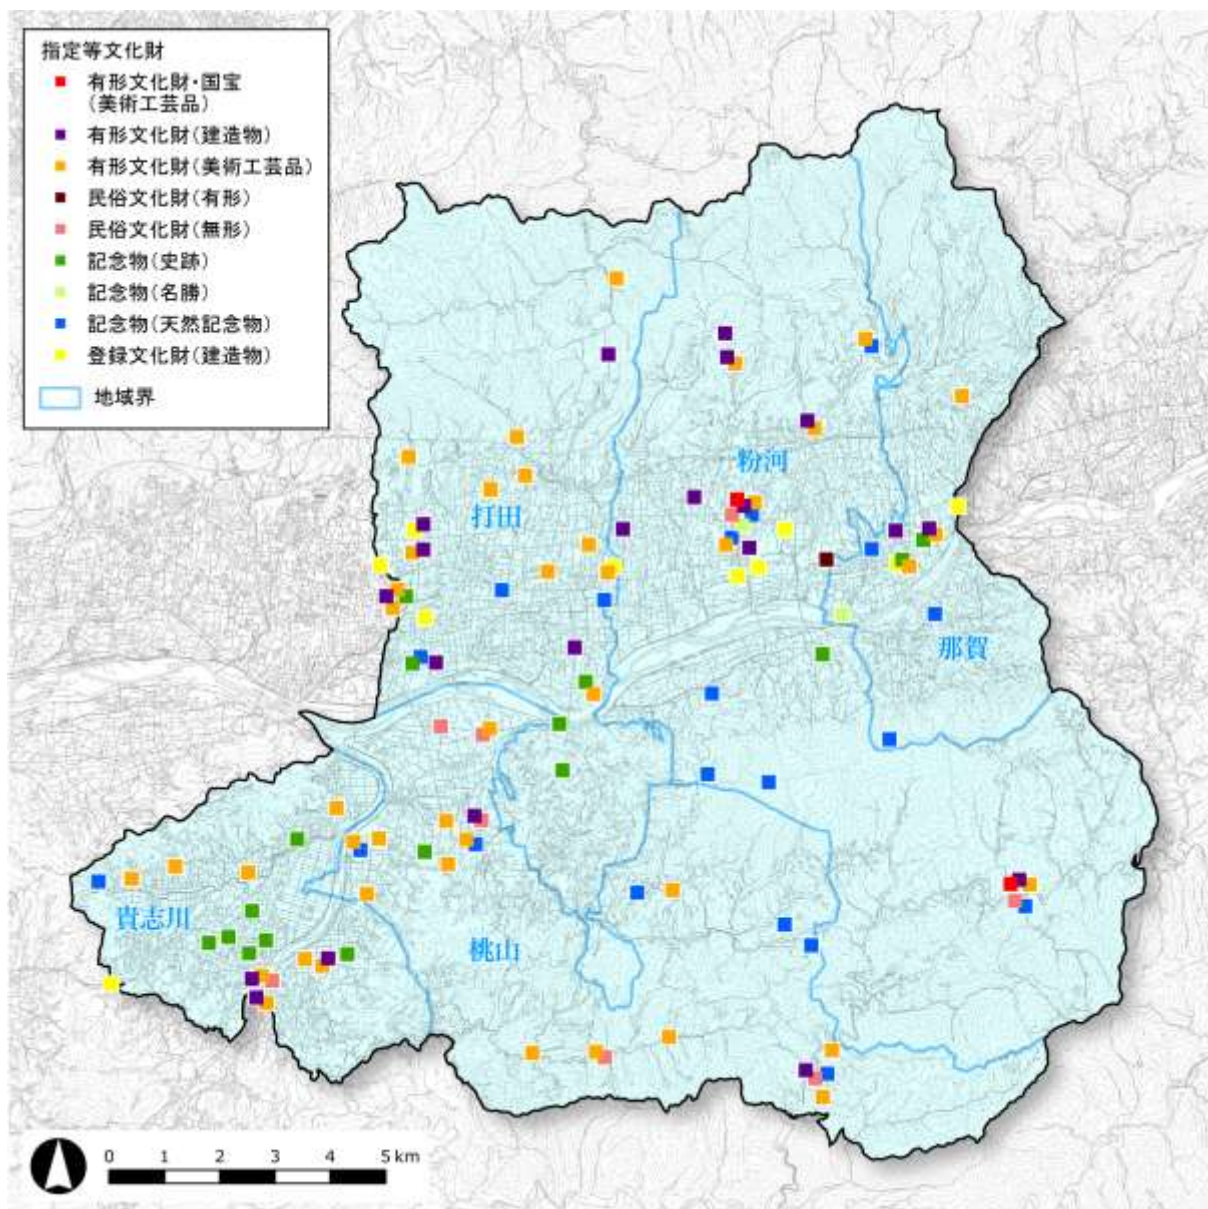 指定等文化財
有形文化財・国宝
(美術工芸品)
有形文化財(建造物)
有形文化財(美術工芸品)
民俗文化財(有形)
民俗文化財(無形)
記念物(史跡)
記念物(名勝)
記念物(天然記念物)
登録文化財(建造物)
地域界
粉河
打田
那賀
貴志川
桃山
0 1 2 3 4 5 km